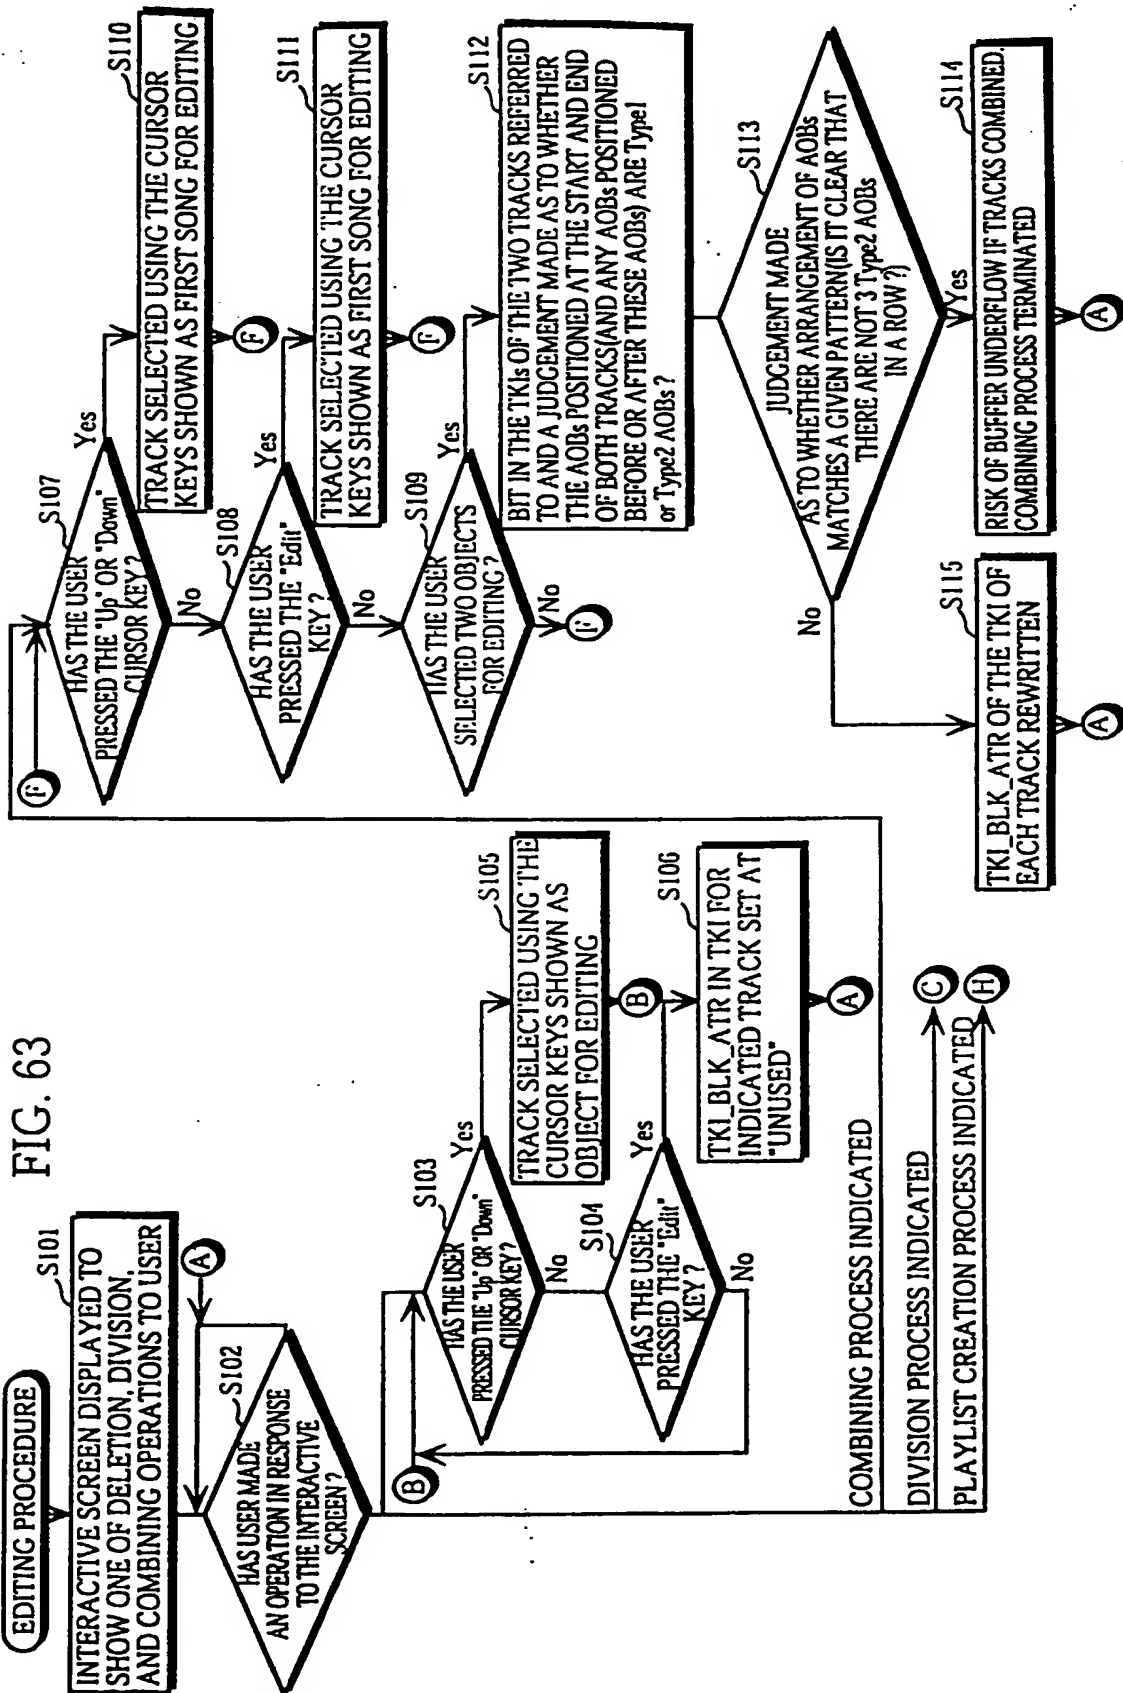 FIG. 63
EDITING PROCEDURE
S101
INTERACTIVE SCREEN DISPLAYED TO
SHOW ONE OF DELETION, DIVISION,
AND COMBINING OPERATIONS TO USER
A
S102
HAS USER MADE
AN OPERATION IN RESPONSE
TO THE INTERACTIVE
SCREEN?
B
S103
HAS THE USER
PRESSED THE "Up" OR "Down"
CURSOR KEY?
Yes
No
S104
HAS THE USER
PRESSED THE "Edit"
KEY?
Yes
No
S105
TRACK SELECTED USING THE
CURSOR KEYS SHOWN AS
OBJECT FOR EDITING
B
S106
TKI_BLK_ATR IN TKI FOR
INDICATED TRACK SET AT
"UNUSED"
A
COMBINING PROCESS INDICATED
DIVISION PROCESS INDICATED
C
PLAYLIST CREATION PROCESS INDICATED
H
F
S107
HAS THE USER
PRESSED THE "Up" OR "Down"
CURSOR KEY?
Yes
No
S110
TRACK SELECTED USING THE CURSOR
KEYS SHOWN AS FIRST SONG FOR EDITING
F
S108
HAS THE USER
PRESSED THE "Edit"
KEY?
Yes
No
S111
TRACK SELECTED USING THE CURSOR
KEYS SHOWN AS FIRST SONG FOR EDITING
F
S109
HAS THE USER
SELECTED TWO OBJECTS
FOR EDITING?
Yes
No
F
S112
BIT IN THE TKIs OF THE TWO TRACKS REFERRED
TO AND A JUDGEMENT MADE AS TO WHETHER
THE AOBs POSITIONED AT THE START AND END
OF BOTH TRACKS(AND ANY AOBs POSITIONED
BEFORE OR AFTER THESE AOBs) ARE Type1
or Type2 AOBs?
S113
JUDGEMENT MADE
AS TO WHETHER ARRANGEMENT OF AOBs
MATCHES A GIVEN PATTERN(IS IT CLEAR THAT
THERE ARE NOT 3 Type2 AOBs
IN A ROW?)
No
Yes
S114
RISK OF BUFFER UNDERFLOW IF TRACKS COMBINED.
COMBINING PROCESS TERMINATED
A
S115
TKI_BLK_ATR OF THE TKI OF
EACH TRACK REWRITTEN
A